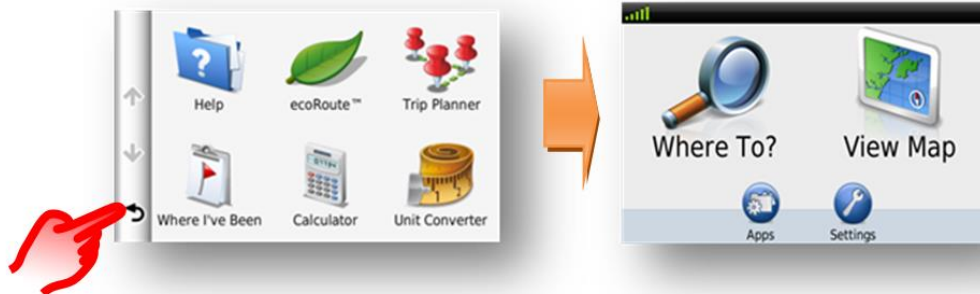 Help
ecoRoute™
Trip Planner
Where I've Been
Calculator
Unit Converter
Where To?
View Map
Apps
Settings